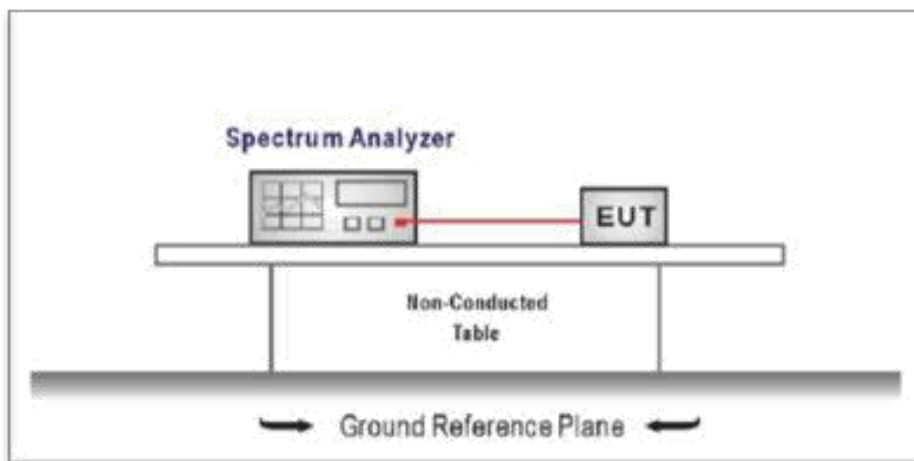 Spectrum Analyzer
EUT
Non-Conducted
Table
Ground Reference Plane